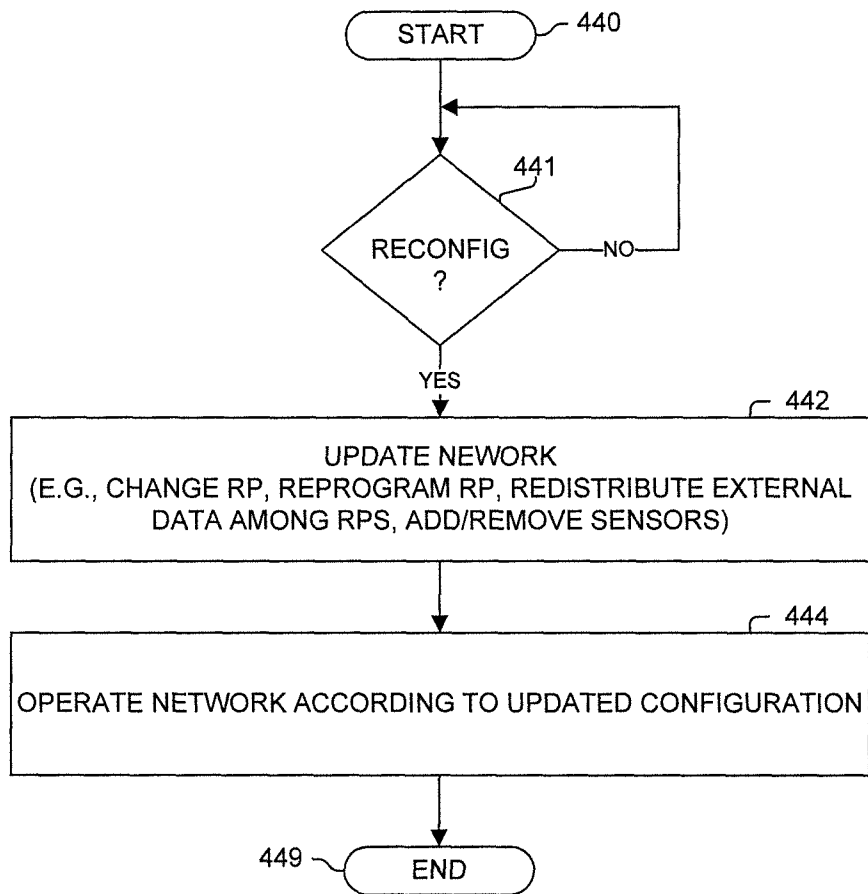 START
440
441
RECONFIG
?
NO
YES
442
UPDATE NEWORK
(E.G., CHANGE RP, REPROGRAM RP, REDISTRIBUTE EXTERNAL
DATA AMONG RPS, ADD/REMOVE SENSORS)
444
OPERATE NETWORK ACCORDING TO UPDATED CONFIGURATION
449
END